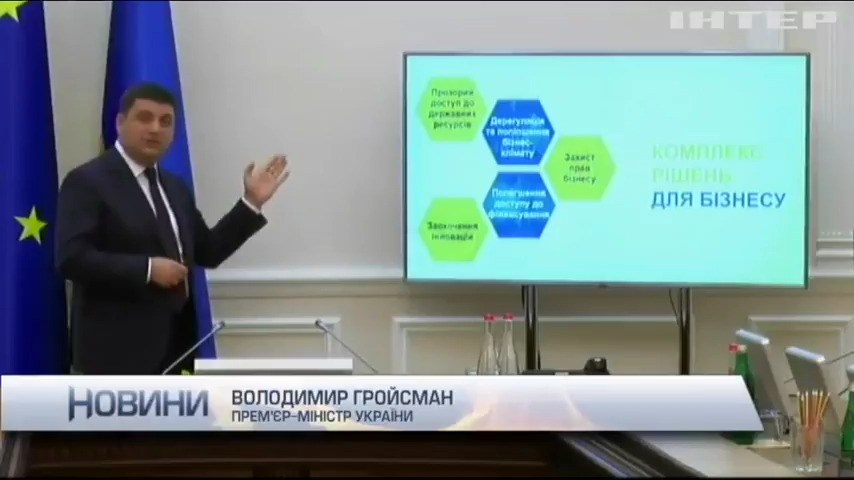 ІНТЕР
Прозорий
доступ до
державних
ресурсів
Дерегуляція
та поліпшення
бізнес-
клімату
Захист
прав
бізнесу
Поліпшення
доступу до
фінансування
Заохочення
інновацій
КОМПЛЕКС
РІШЕНЬ
ДЛЯ БІЗНЕСУ
НОВИНИ
ВОЛОДИМИР ГРОЙСМАН
ПРЕМ'ЄР-МІНІСТР УКРАЇНИ